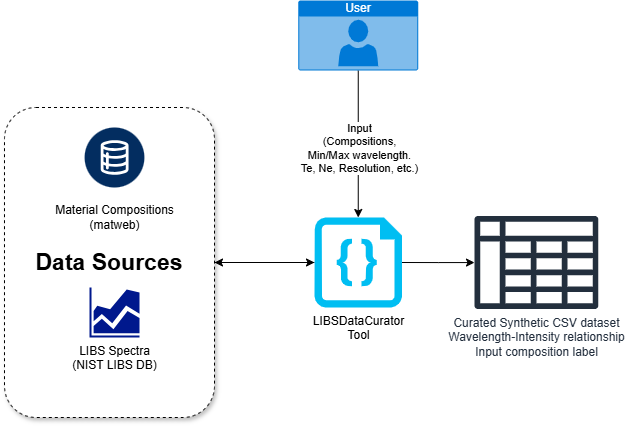 User
Input
(Compositions,
Min/Max wavelength.
Te, Ne, Resolution, etc.)
Material Compositions
(matweb)
Data Sources
LIBS Spectra
(NIST LIBS DB)
{}
LIBSDataCurator
Tool
Curated Synthetic CSV dataset
Wavelength-Intensity relationship
Input composition label